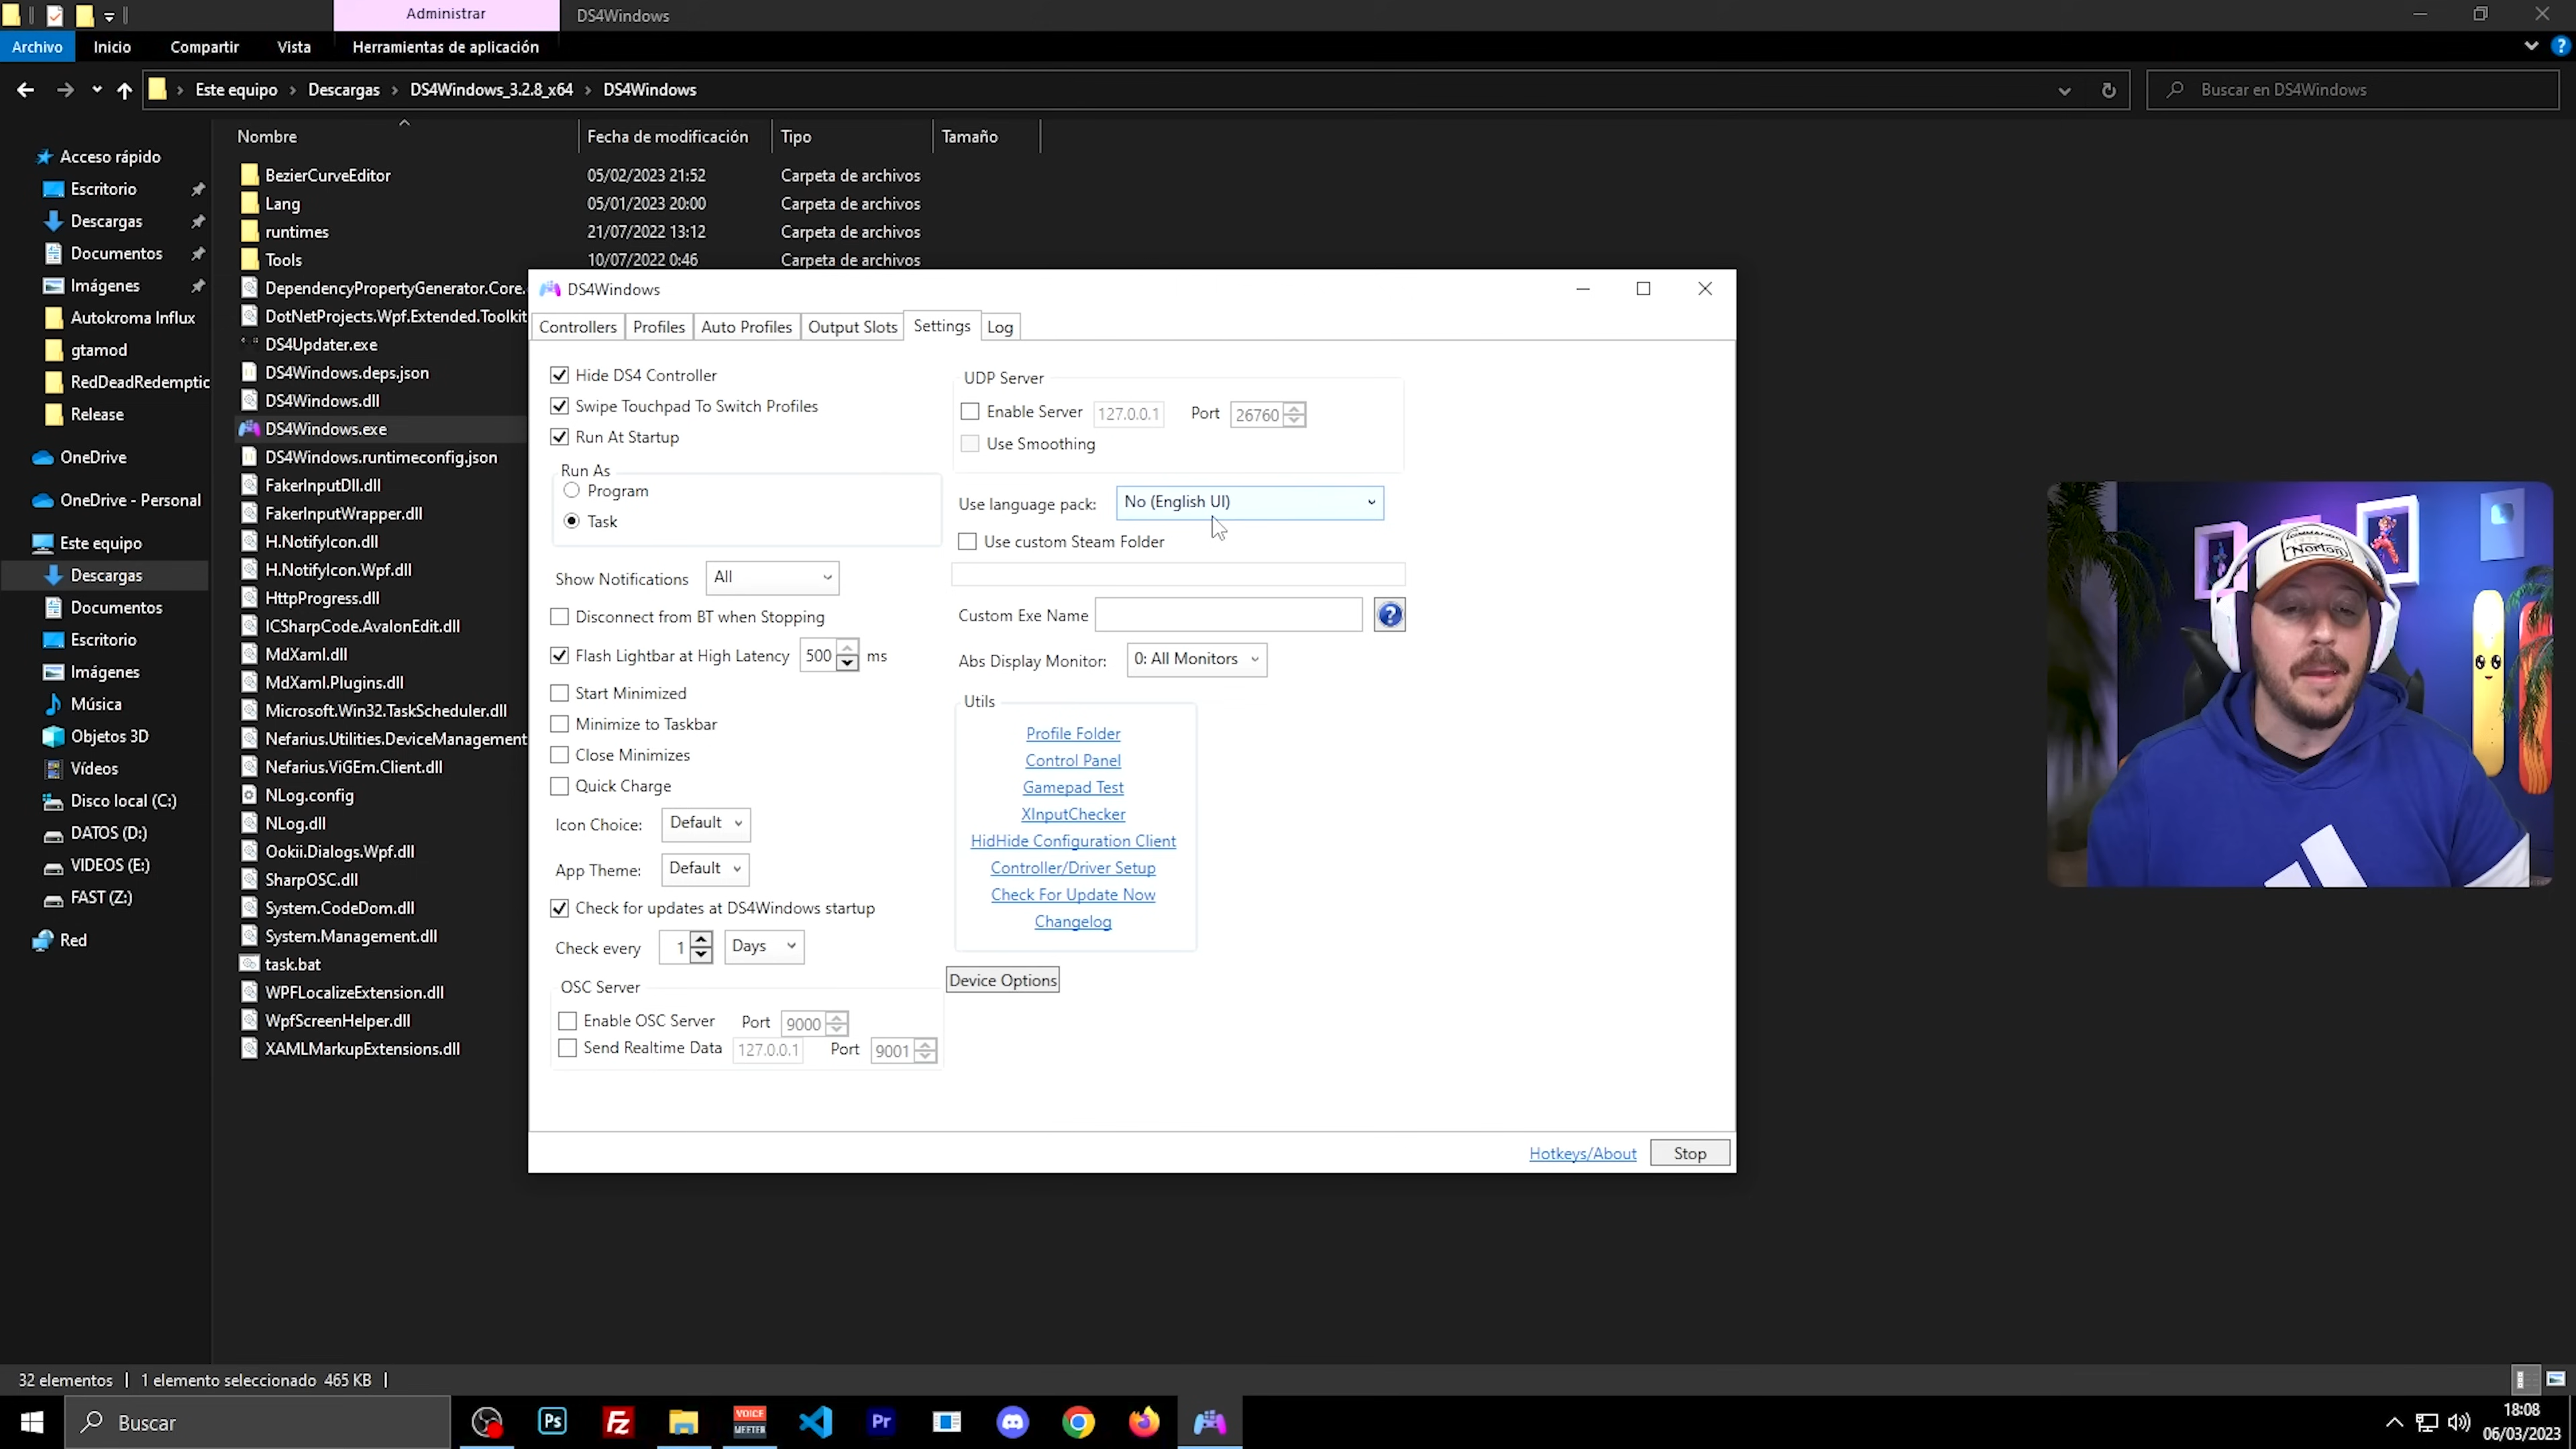 Administrar
DS4Windows
Archivo Inicio Compartir Vista Herramientas de aplicación
Este equipo > Descargas > DS4Windows_3.2.8_x64 > DS4Windows
Buscar en DS4Windows
Acceso rápido
Escritorio
Descargas
Documentos
Imágenes
Autokroma Influx
gtamod
RedDeadRedemptic
Release
OneDrive
OneDrive - Personal
Este equipo
Descargas
Documentos
Escritorio
Imágenes
Música
Objetos 3D
Vídeos
Disco local (C:)
DATOS (D:)
VIDEOS (E:)
FAST (Z:)
Red
Nombre Fecha de modificación Tipo Tamaño
BezierCurveEditor 05/02/2023 21:52 Carpeta de archivos
Lang 05/01/2023 20:00 Carpeta de archivos
runtimes 21/07/2022 13:12 Carpeta de archivos
Tools 10/07/2022 0:46 Carpeta de archivos
DependencyPropertyGenerator.Core.
DotNetProjects.Wpf.Extended.Toolkit
DS4Updater.exe
DS4Windows.deps.json
DS4Windows.dll
DS4Windows.exe
DS4Windows.runtimeconfig.json
FakerInputDll.dll
FakerInputWrapper.dll
H.NotifyIcon.dll
H.NotifyIcon.Wpf.dll
HttpProgress.dll
ICSharpCode.AvalonEdit.dll
MdXaml.dll
MdXaml.Plugins.dll
Microsoft.Win32.TaskScheduler.dll
Nefarius.Utilities.DeviceManagement
Nefarius.ViGEm.Client.dll
NLog.config
NLog.dll
Ookii.Dialogs.Wpf.dll
SharpOSC.dll
System.CodeDom.dll
System.Management.dll
task.bat
WPFLocalizeExtension.dll
WpfScreenHelper.dll
XAMLMarkupExtensions.dll
DS4Windows
Controllers Profiles Auto Profiles Output Slots Settings Log
Hide DS4 Controller
Swipe Touchpad To Switch Profiles
Run At Startup
Run As
Program
Task
Show Notifications All
Disconnect from BT when Stopping
Flash Lightbar at High Latency 500 ms
Start Minimized
Minimize to Taskbar
Close Minimizes
Quick Charge
Icon Choice: Default
App Theme: Default
Check for updates at DS4Windows startup
Check every 1 Days
OSC Server
Enable OSC Server Port 9000
Send Realtime Data 127.0.0.1 Port 9001
UDP Server
Enable Server 127.0.0.1 Port 26760
Use Smoothing
Use language pack: No (English UI)
Use custom Steam Folder
Custom Exe Name ?
Abs Display Monitor: 0: All Monitors
Utils
Profile Folder
Control Panel
Gamepad Test
XInputChecker
HidHide Configuration Client
Controller/Driver Setup
Check For Update Now
Changelog
Device Options
Hotkeys/About Stop
Norton
32 elementos 1 elemento seleccionado 465 KB
Buscar
Ps
Fz
VOICE
MEETER
Pr
18:08
06/03/2023